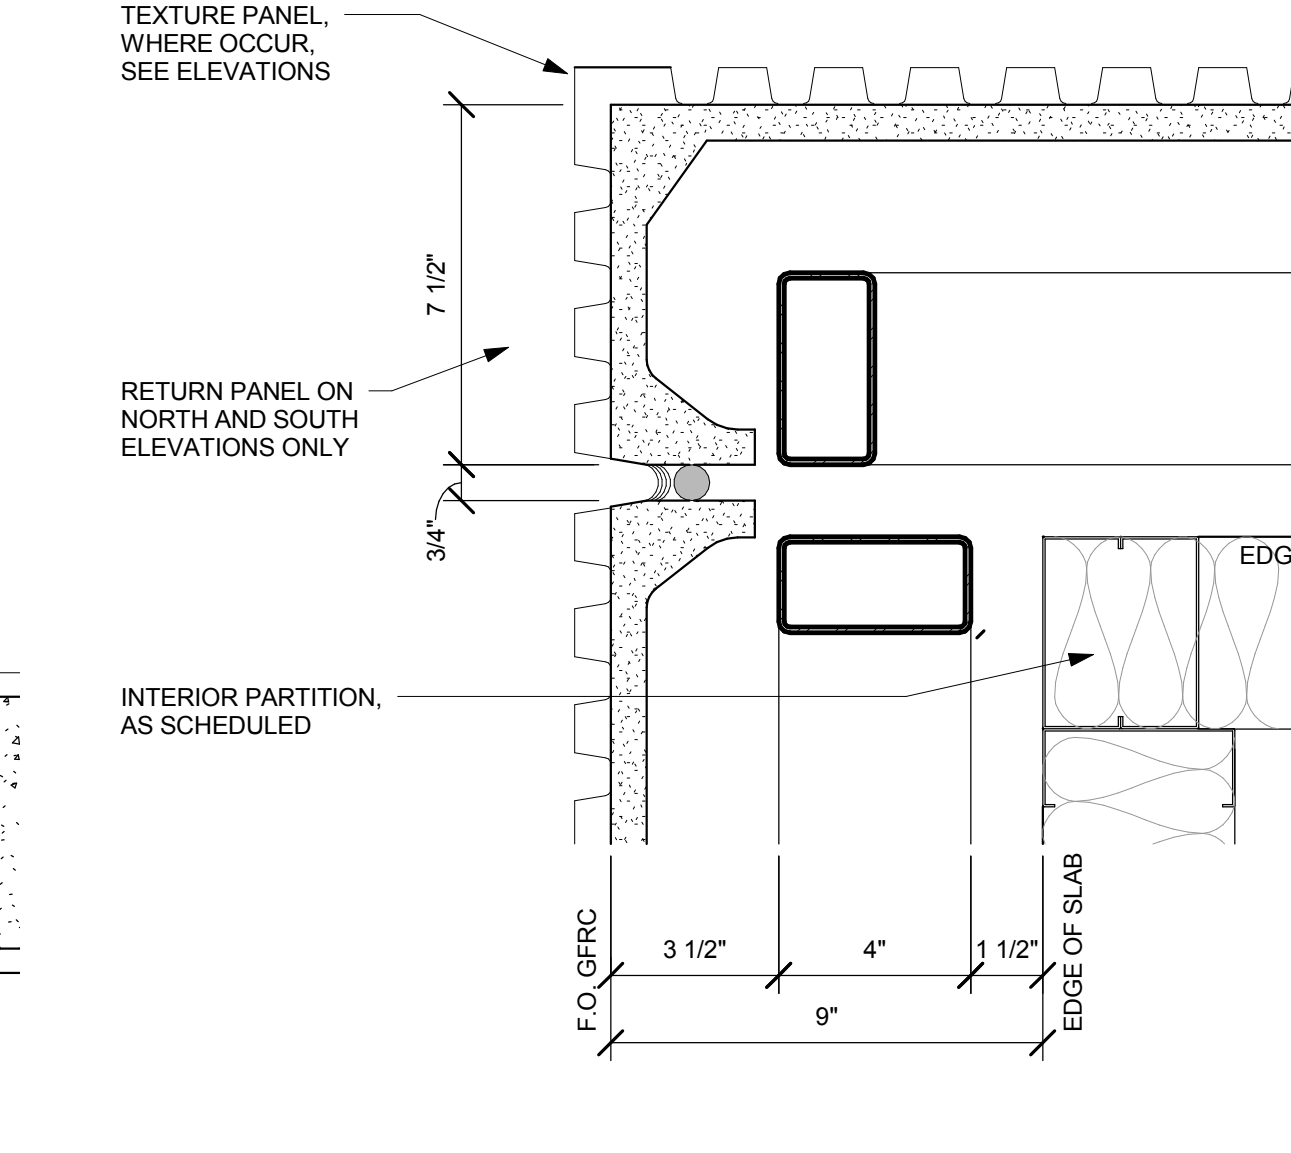 TEXTURE PANEL,
WHERE OCCUR,
SEE ELEVATIONS
7 1/2"
RETURN PANEL ON
NORTH AND SOUTH
ELEVATIONS ONLY
3/4"
EDG
INTERIOR PARTITION,
AS SCHEDULED
F.O. GFRC
3 1/2"
4"
1 1/2"
EDGE OF SLAB
9"